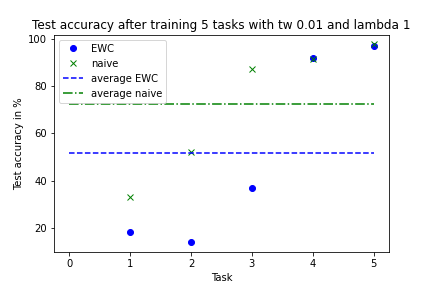 Test accuracy after training 5 tasks with tw 0.01 and lambda 1
100
80
60
40
20
Test accuracy in %
EWC
naive
average EWC
average naive
0 1 2 3 4 5
Task